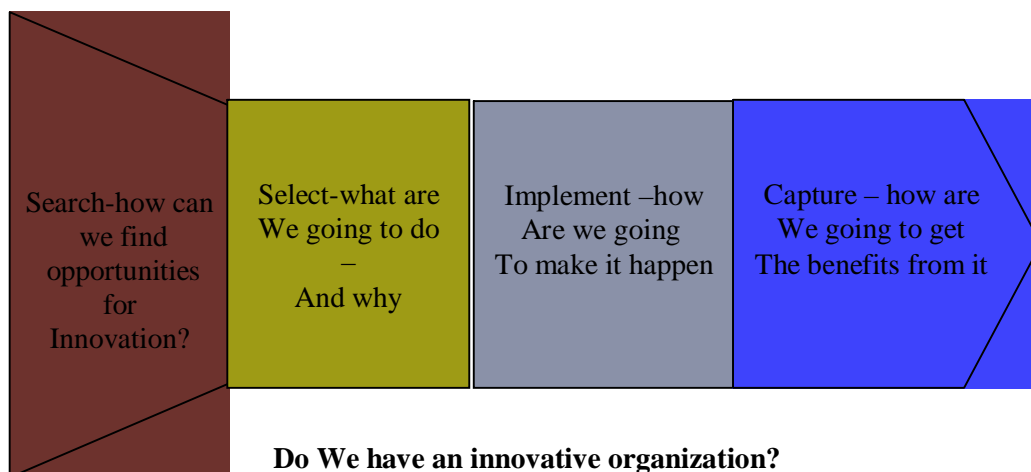 Search-how can
we find
opportunities
for
Innovation?
Select-what are
We going to do
–
And why
Implement –how
Are we going
To make it happen
Capture – how are
We going to get
The benefits from it
Do We have an innovative organization?